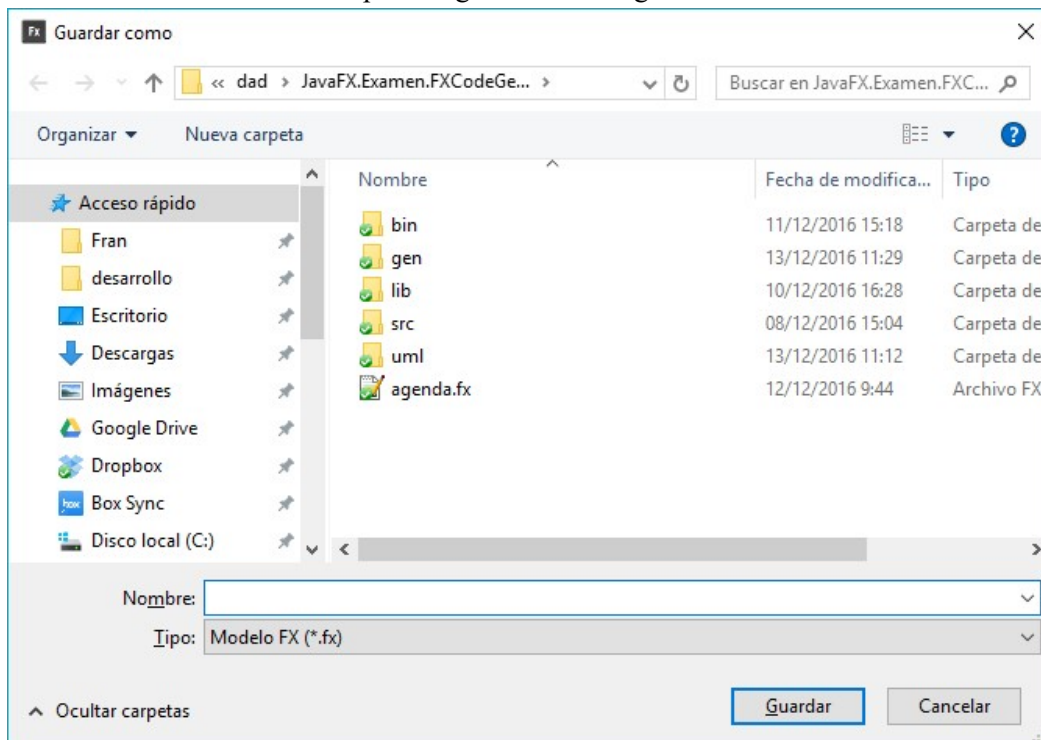 Fx Guardar como
« dad > JavaFX.Examen.FXCodeGe... >
Buscar en JavaFX.Examen.FXC...
Organizar
Nueva carpeta
?
Nombre
Fecha de modifica...
Tipo
Acceso rápido
Fran
desarrollo
Escritorio
Descargas
Imágenes
Google Drive
Dropbox
box Box Sync
Disco local (C:)
bin 11/12/2016 15:18 Carpeta de
gen 13/12/2016 11:29 Carpeta de
lib 10/12/2016 16:28 Carpeta de
src 08/12/2016 15:04 Carpeta de
uml 13/12/2016 11:12 Carpeta de
agenda.fx 12/12/2016 9:44 Archivo FX
Nombre:
Tipo: Modelo FX (*.fx)
Ocultar carpetas
Guardar
Cancelar